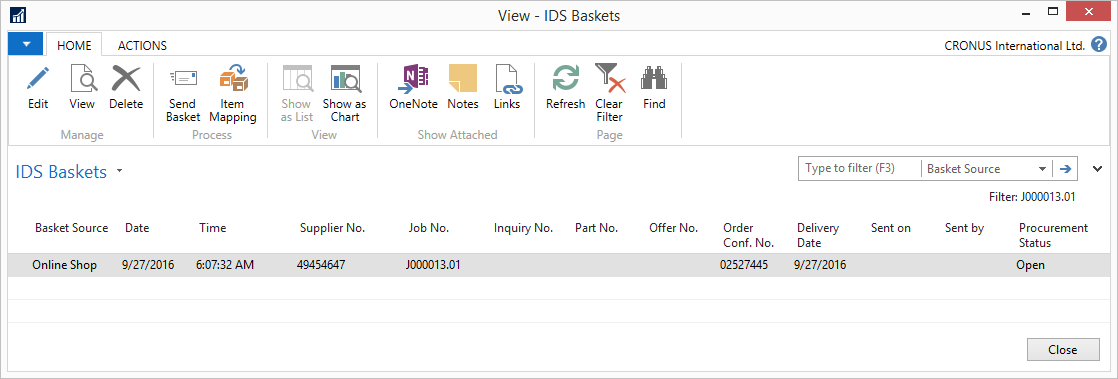 View - IDS Baskets
HOME ACTIONS CRONUS International Ltd. ?
Edit View Delete Send Basket Item Mapping Show as List Show as Chart OneNote Notes Links Refresh Clear Filter Find
Manage Process View Show Attached Page
IDS Baskets Type to filter (F3) Basket Source
Filter: J000013.01
Basket Source Date Time Supplier No. Job No. Inquiry No. Part No. Offer No. Order Conf. No. Delivery Date Sent on Sent by Procurement Status
Online Shop 9/27/2016 6:07:32 AM 49454647 J000013.01 02527445 9/27/2016 Open
Close